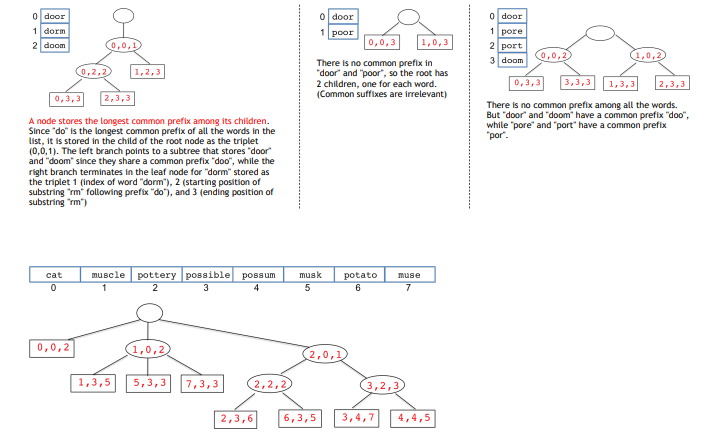 0 door
1 dorm
2 doom
0,0,1
0,2,2
1,2,3
0,3,3
2,3,3
A node stores the longest common prefix among its children.
Since "do" is the longest common prefix of all the words in the
list, it is stored in the child of the root node as the triplet
(0,0,1). The left branch points to a subtree that stores "door"
and "doom" since they share a common prefix "doo", while the
right branch terminates in the leaf node for "dorm" stored as
the triplet 1 (index of word "dorm"), 2 (starting position of
substring "rm" following prefix "do"), and 3 (ending position of
substring "rm")
0 door
1 poor
0,0,3
1,0,3
There is no common prefix in
"door" and "poor", so the root has
2 children, one for each word.
(Common suffixes are irrelevant)
0 door
1 pore
2 port
3 doom
0,0,2
1,0,2
0,3,3
3,3,3
1,3,3
2,3,3
There is no common prefix among all the words.
But "door" and "doom" have a common prefix "doo",
while "pore" and "port" have a common prefix
"por".
cat muscle pottery possible possum musk potato muse
0 1 2 3 4 5 6 7
0,0,2
1,0,2
2,0,1
1,3,5
5,3,3
7,3,3
2,2,2
3,2,3
2,3,6
6,3,5
3,4,7
4,4,5